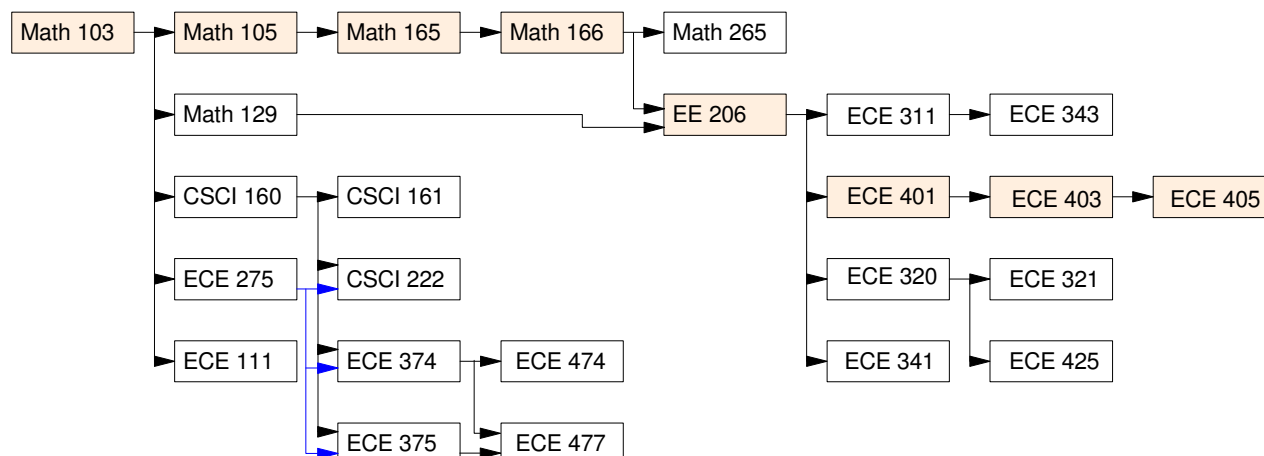 Math 103
Math 105
Math 165
Math 166
Math 265
Math 129
EE 206
ECE 311
ECE 343
CSCI 160
CSCI 161
ECE 401
ECE 403
ECE 405
ECE 275
CSCI 222
ECE 320
ECE 321
ECE 111
ECE 374
ECE 474
ECE 341
ECE 425
ECE 375
ECE 477